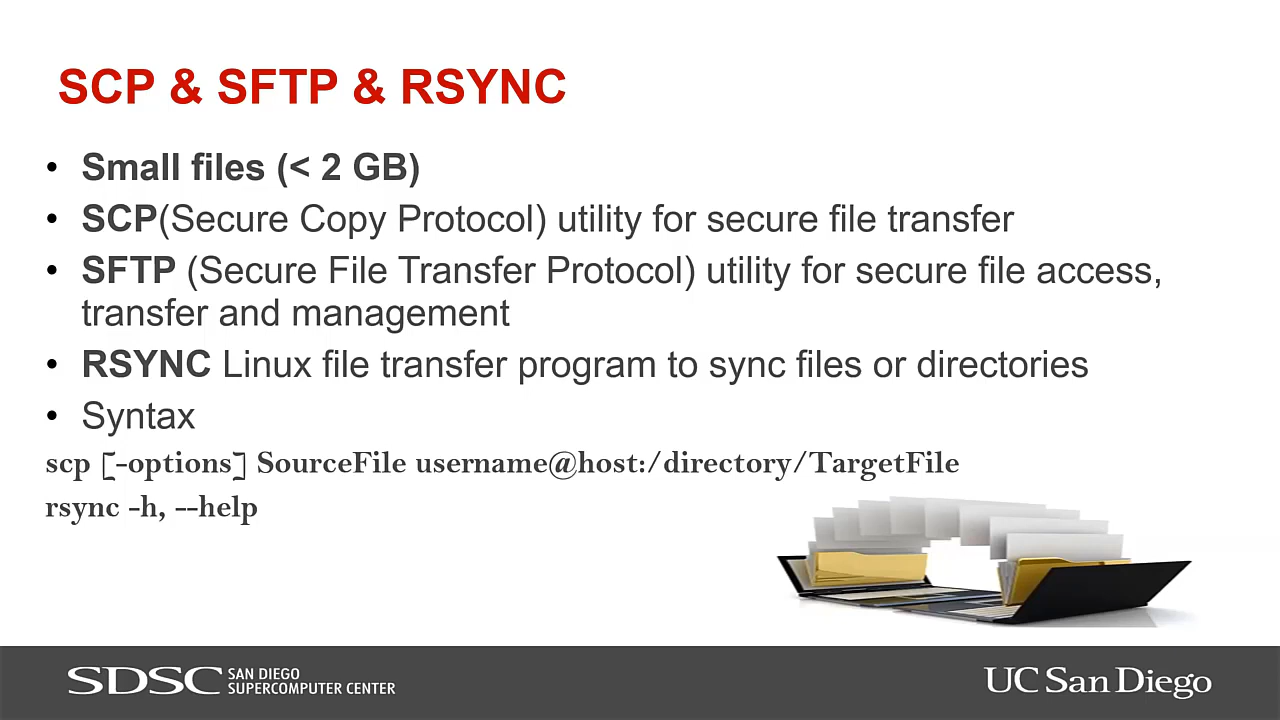 SCP & SFTP & RSYNC
• Small files (< 2 GB)
• SCP(Secure Copy Protocol) utility for secure file transfer
• SFTP (Secure File Transfer Protocol) utility for secure file access,
transfer and management
• RSYNC Linux file transfer program to sync files or directories
• Syntax
scp [-options] SourceFile username@host:/directory/TargetFile
rsync -h, --help
SDSC SAN DIEGO
SUPERCOMPUTER CENTER
UC San Diego